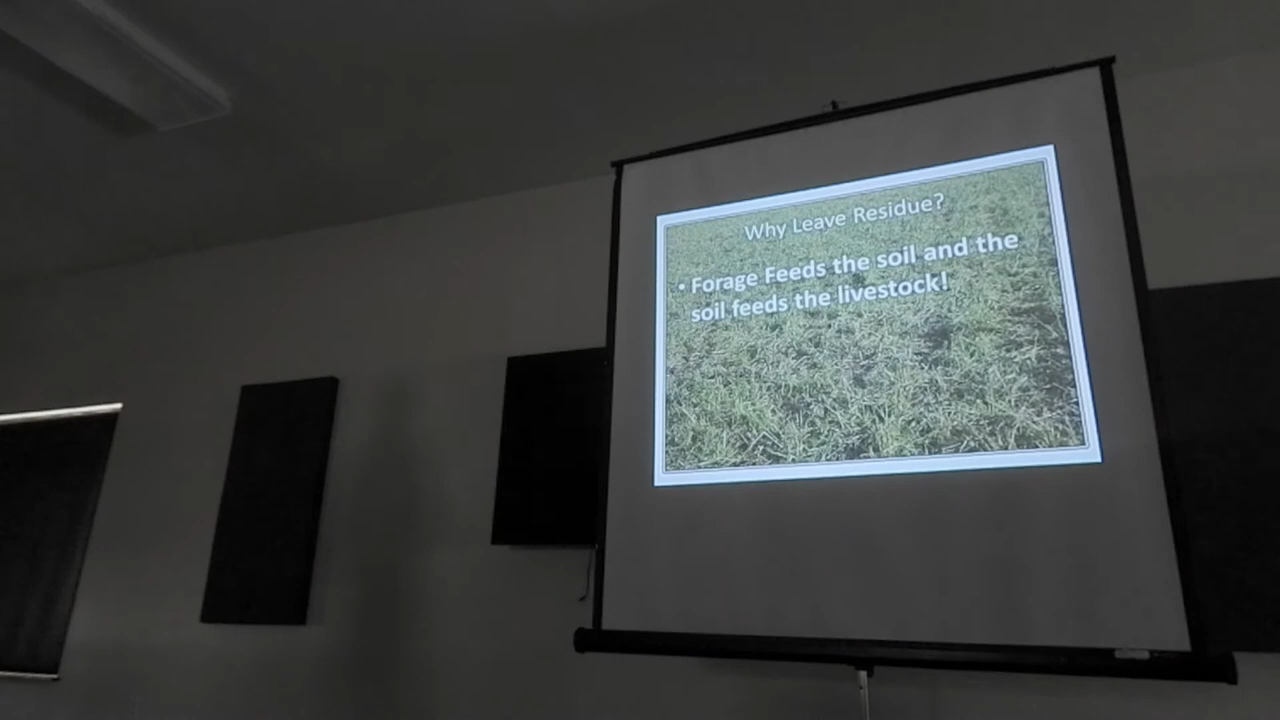 Why Leave Residue?
• Forage Feeds the soil and the
soil feeds the livestock!